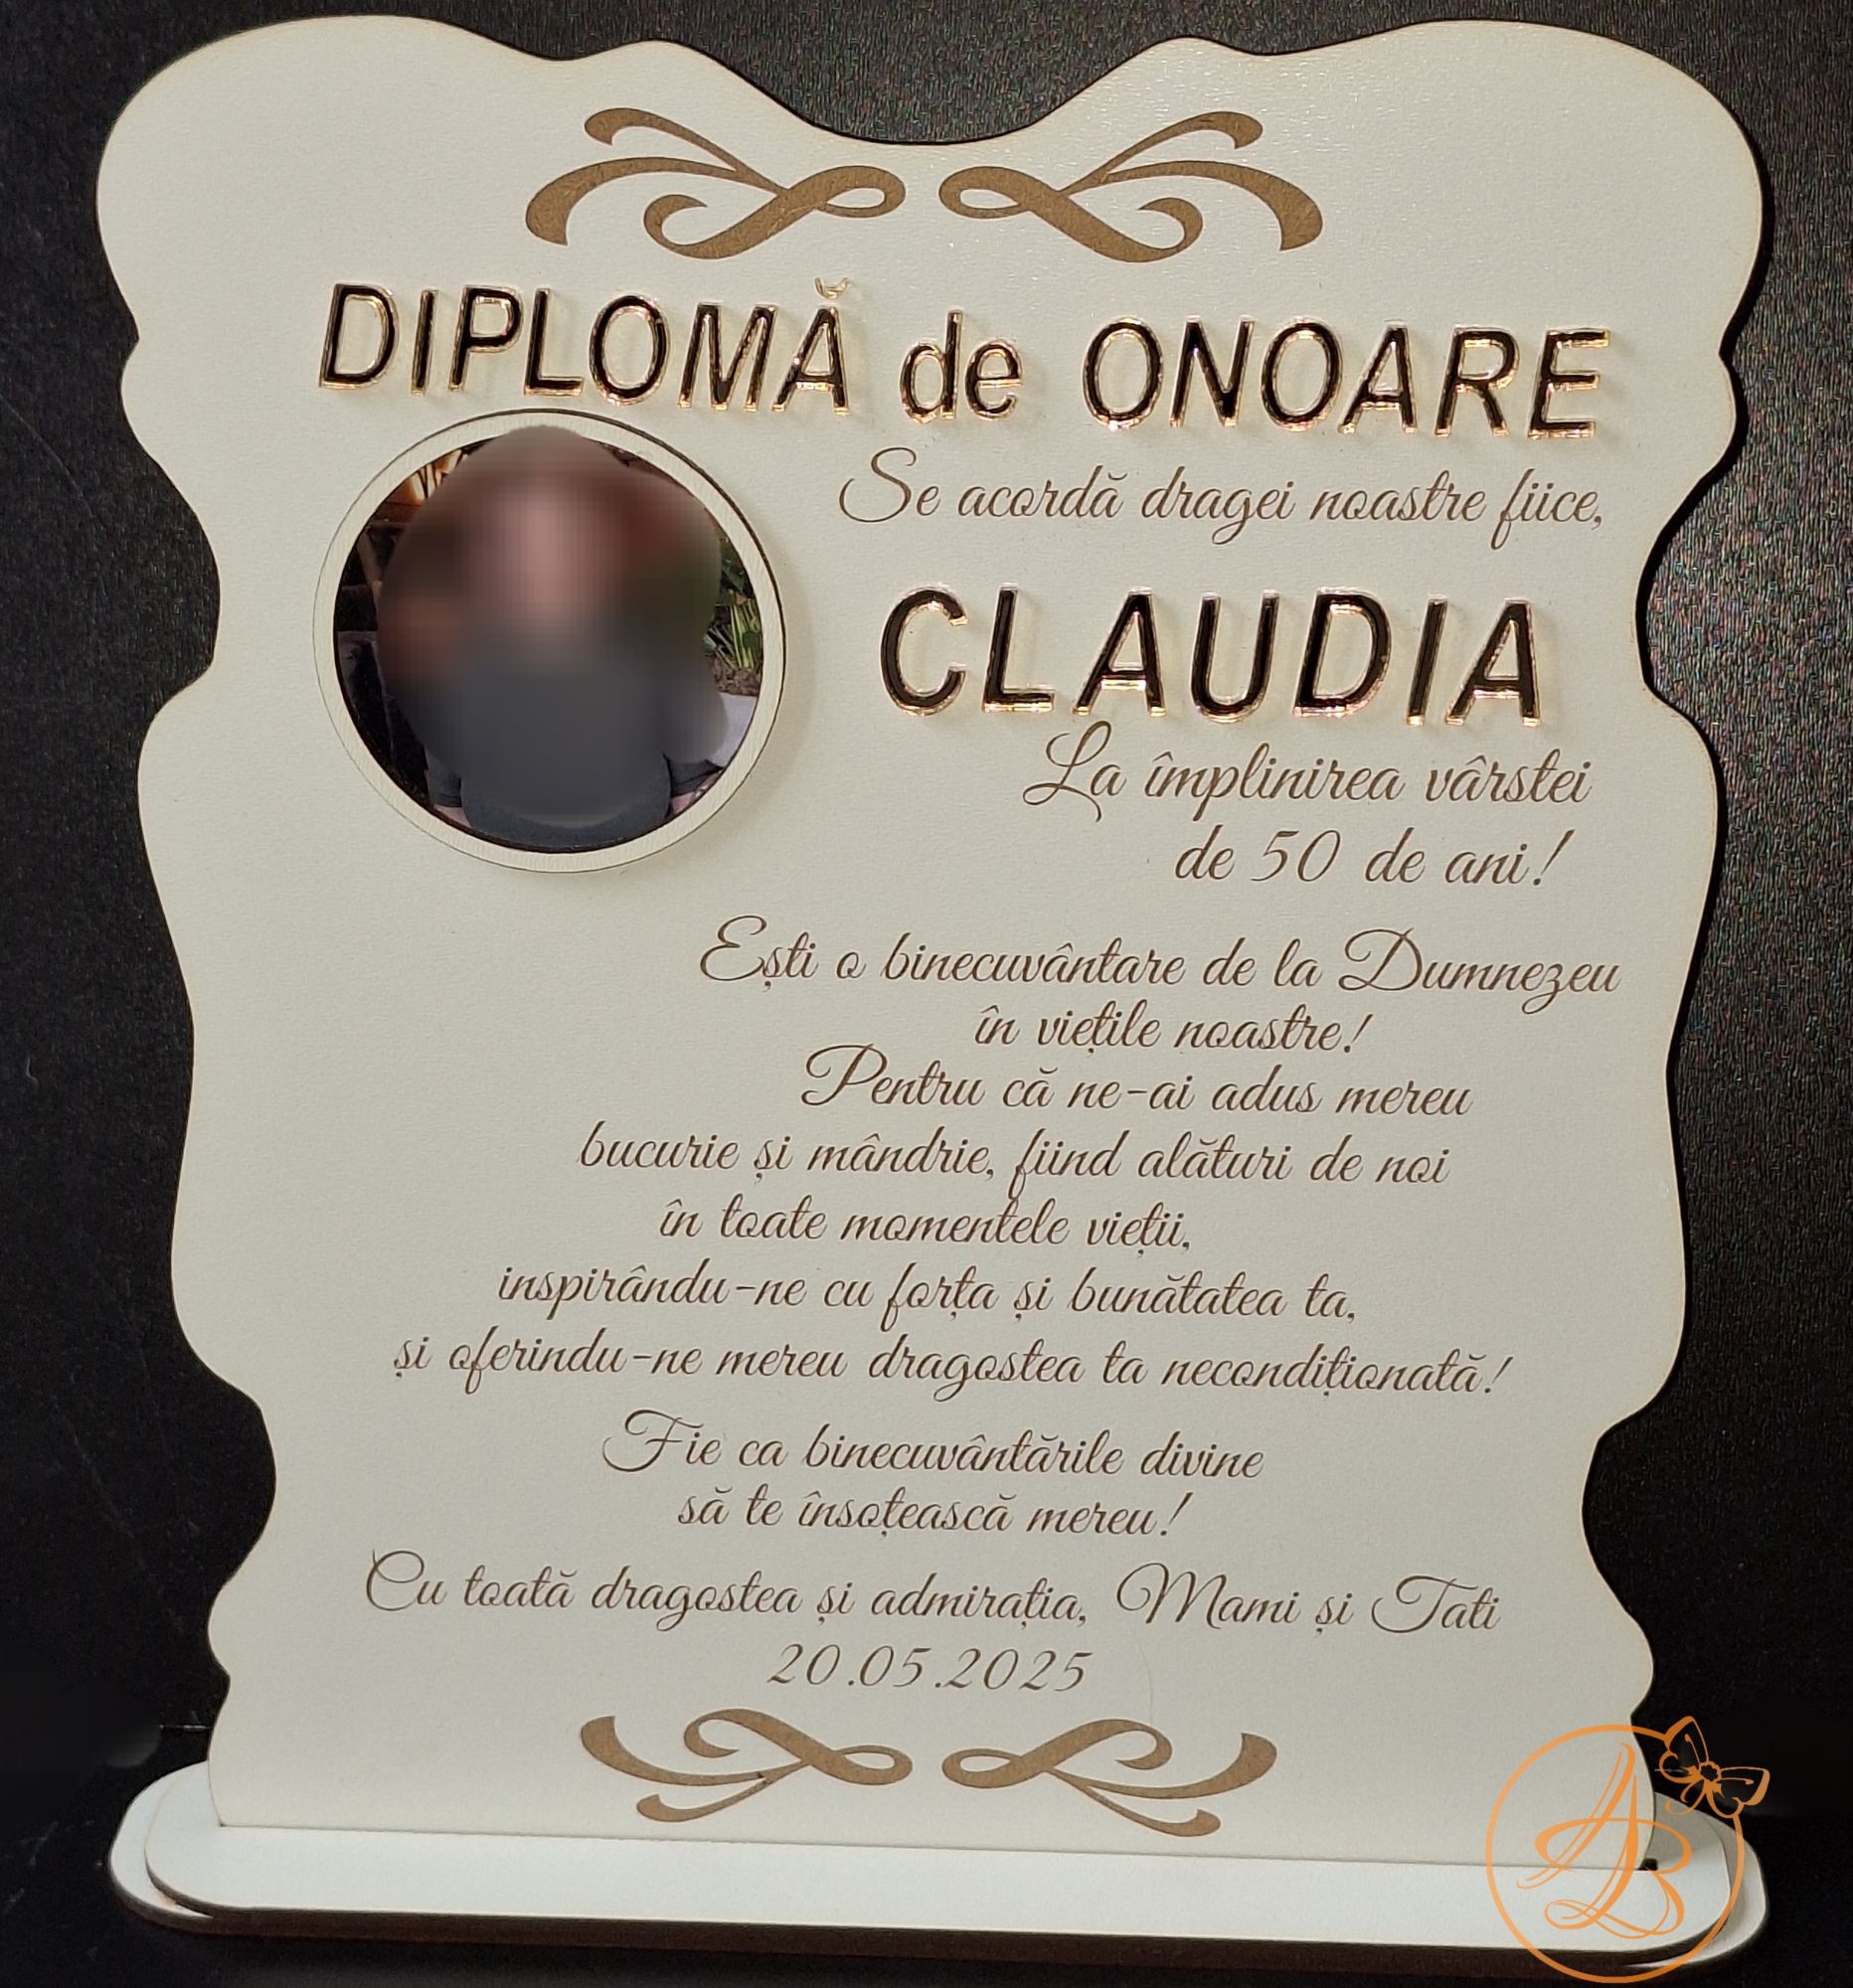 DIPLOMĂ de ONOARE
Se acordă dragei noastre fiice,
CLAUDIA
La împlinirea vârstei
de 50 de ani!
Ești o binecuvântare de la Dumnezeu
în viețile noastre!
Pentru că ne-ai adus mereu
bucurie și mândrie, fiind alături de noi
în toate momentele vieții,
inspirându-ne cu forța și bunătatea ta,
și oferindu-ne mereu dragostea ta necondiționată!
Fie ca binecuvântările divine
să te însoțească mereu!
Cu toată dragostea și admirația, Mami și Tati
20.05.2025
AB